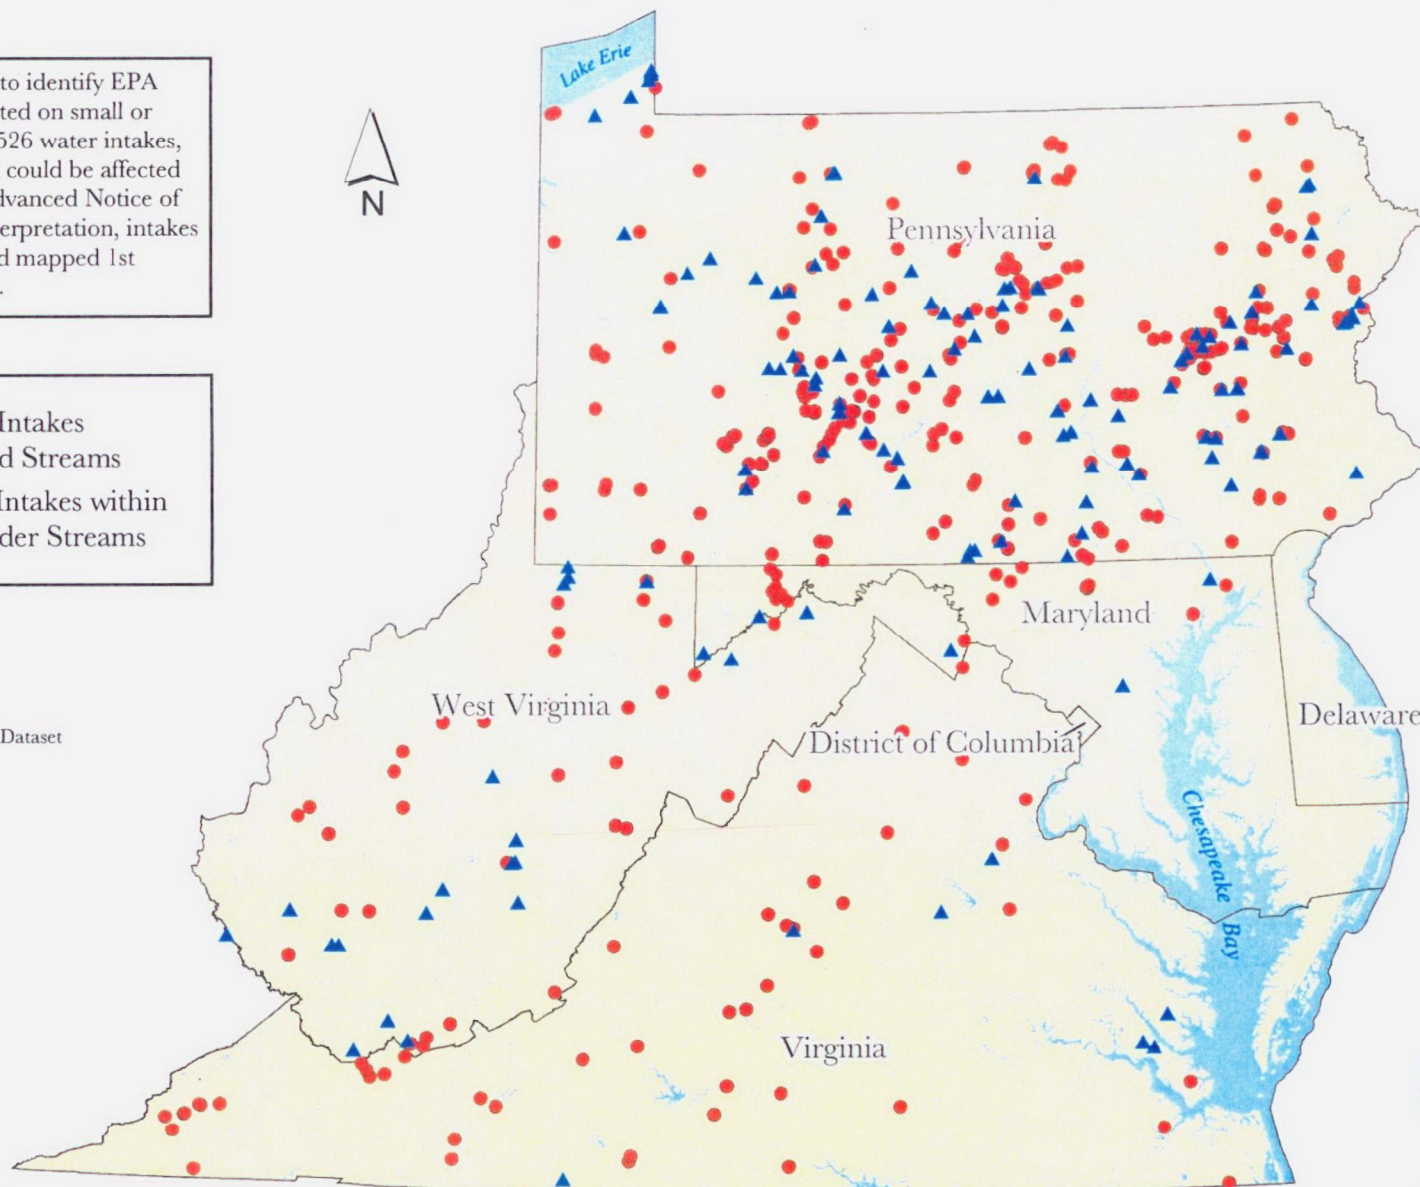 to identify EPA
ted on small or
526 water intakes,
could be affected
dvanced Notice of
erpretation, intakes
d mapped 1st
.
Intakes
d Streams
Intakes within
der Streams
Dataset
N
Lake Erie
Pennsylvania
Maryland
West Virginia
District of Columbia
Delaware
Chesapeake
Bay
Virginia